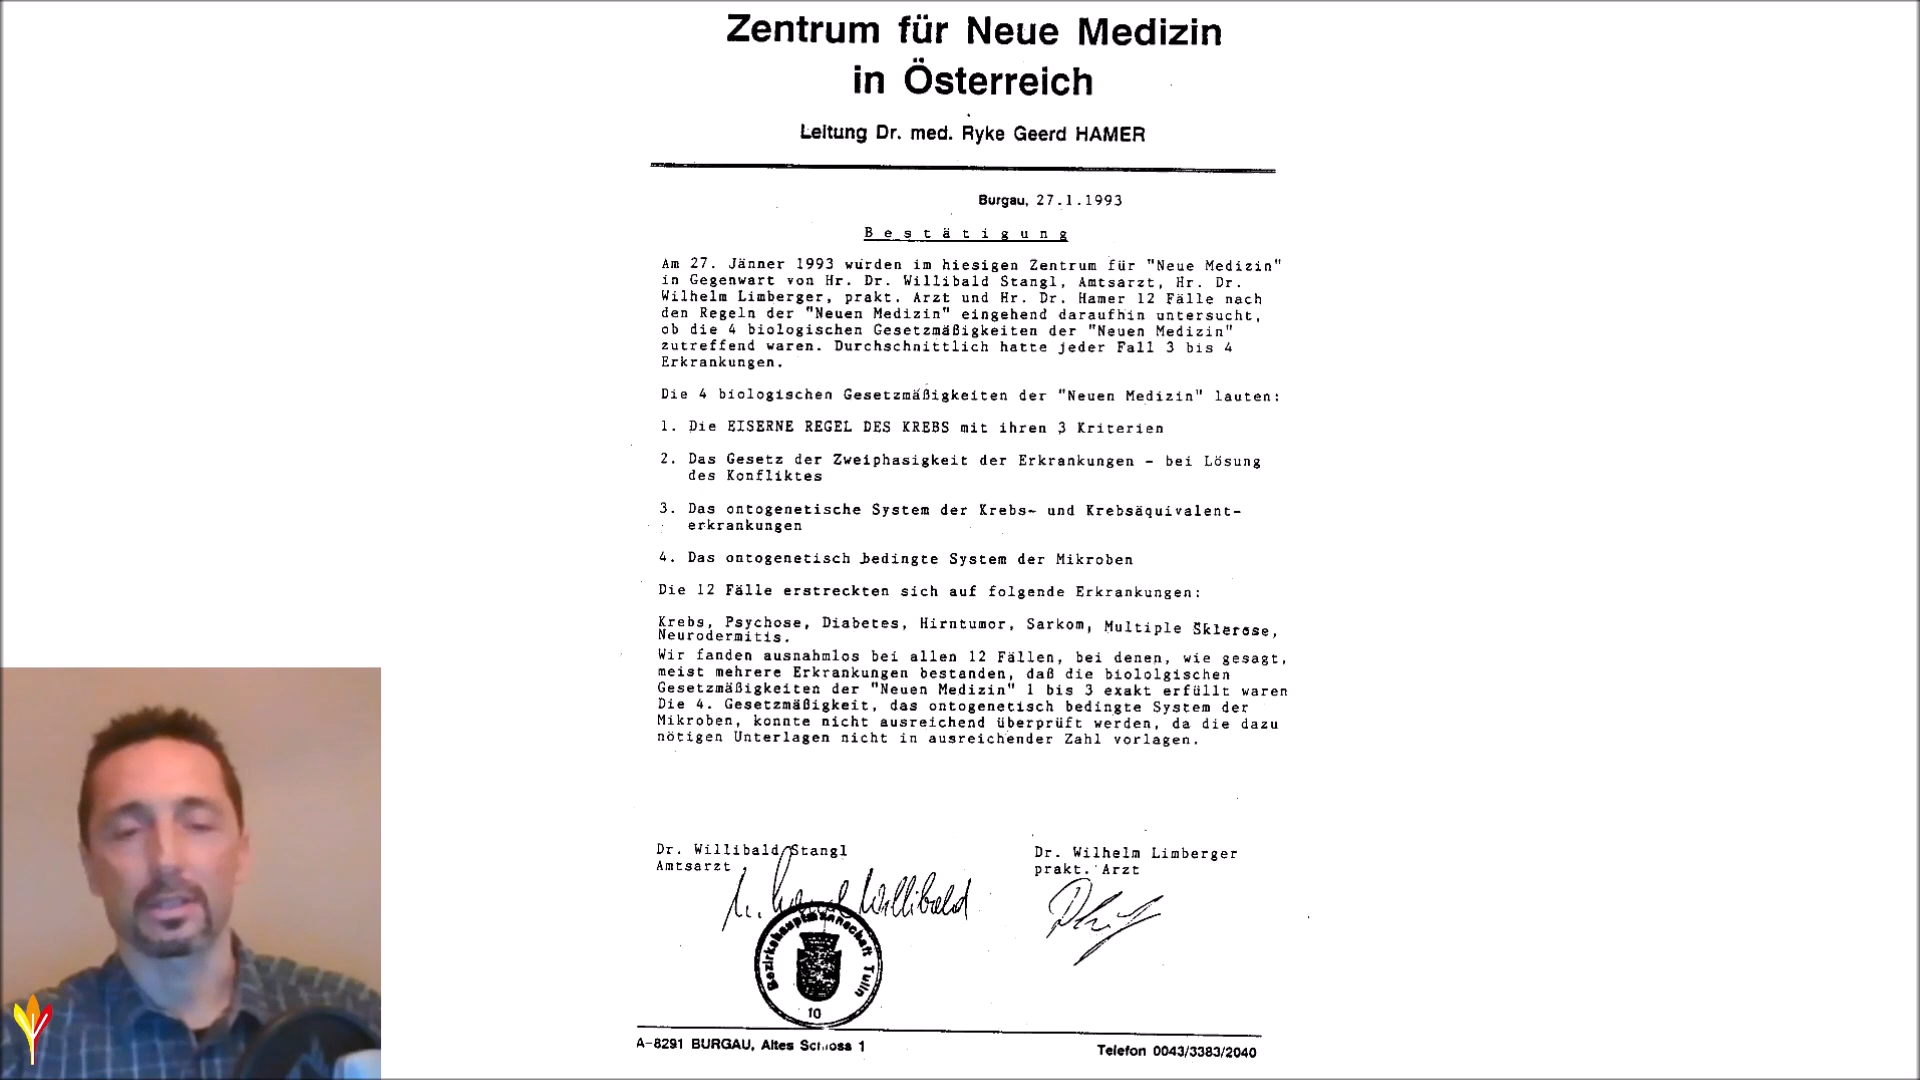 Zentrum für Neue Medizin
in Österreich
Leitung Dr. med. Ryke Geerd HAMER
Burgau, 27.1.1993
Bestätigung
Am 27. Jänner 1993 wurden im hiesigen Zentrum für "Neue Medizin"
in Gegenwart von Hr. Dr. Willibald Stangl, Amtsarzt, Hr. Dr.
Wilhelm Limberger, prakt. Arzt und Hr. Dr. Hamer 12 Fälle nach
den Regeln der "Neuen Medizin" eingehend daraufhin untersucht,
ob die 4 biologischen Gesetzmäßigkeiten der "Neuen Medizin"
zutreffend waren. Durchschnittlich hatte jeder Fall 3 bis 4
Erkrankungen.
Die 4 biologischen Gesetzmäßigkeiten der "Neuen Medizin" lauten:
1. Die EISERNE REGEL DES KREBS mit ihren 3 Kriterien
2. Das Gesetz der Zweiphasigkeit der Erkrankungen - bei Lösung
des Konfliktes
3. Das ontogenetische System der Krebs- und Krebsäquivalent-
erkrankungen
4. Das ontogenetisch bedingte System der Mikroben
Die 12 Fälle erstreckten sich auf folgende Erkrankungen:
Krebs, Psychose, Diabetes, Hirntumor, Sarkom, Multiple Sklerose,
Neurodermitis.
Wir fanden ausnahmlos bei allen 12 Fällen, bei denen, wie gesagt,
meist mehrere Erkrankungen bestanden, daß die biololgischen
Gesetzmäßigkeiten der "Neuen Medizin" 1 bis 3 exakt erfüllt waren
Die 4. Gesetzmäßigkeit, das ontogenetisch bedingte System der
Mikroben, konnte nicht ausreichend überprüft werden, da die dazu
nötigen Unterlagen nicht in ausreichender Zahl vorlagen.
Dr. Willibald Stangl
Amtsarzt
Dr. Wilhelm Limberger
prakt. Arzt
Willibald
Bezirkshauptmannschaft Tulln
10
A-8291 BURGAU, Altes Schloss 1
Telefon 0043/3383/2040